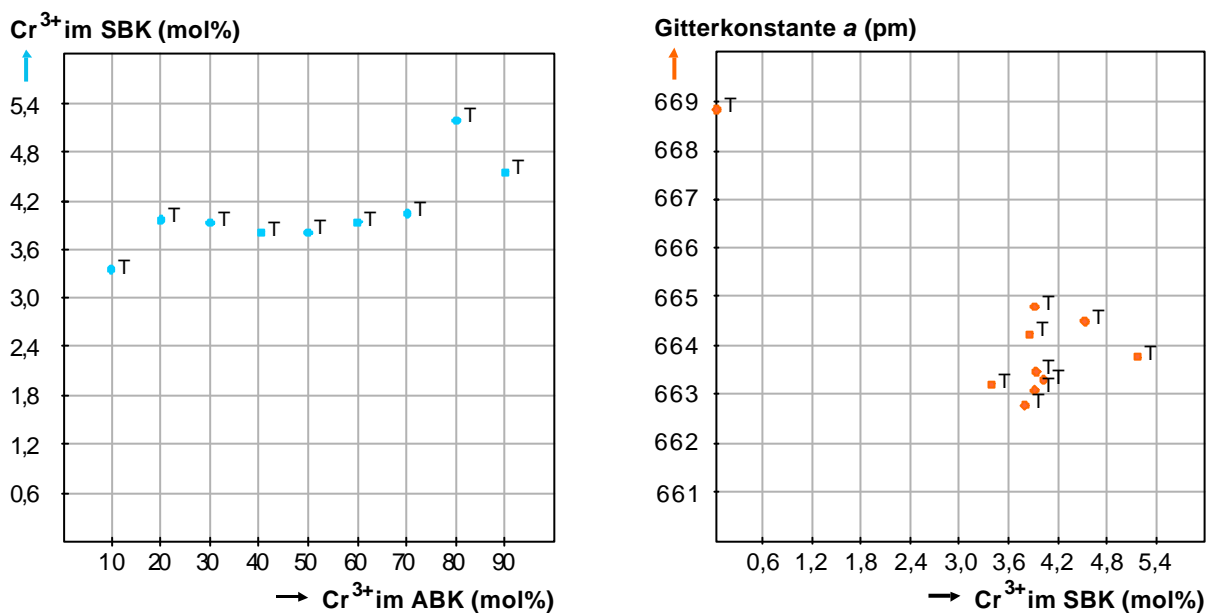 Cr³⁺ im SBK (mol%)
5,4
4,8
4,2
3,6
3,0
2,4
1,8
1,2
0,6
T
T
T
T
T
T
T
T
T
10 20 30 40 50 60 70 80 90
Cr³⁺ im ABK (mol%)
Gitterkonstante a (pm)
669
668
667
666
665
664
663
662
661
T
T
T
T
T
T
T
T
T
T
0,6 1,2 1,8 2,4 3,0 3,6 4,2 4,8 5,4
Cr³⁺ im SBK (mol%)